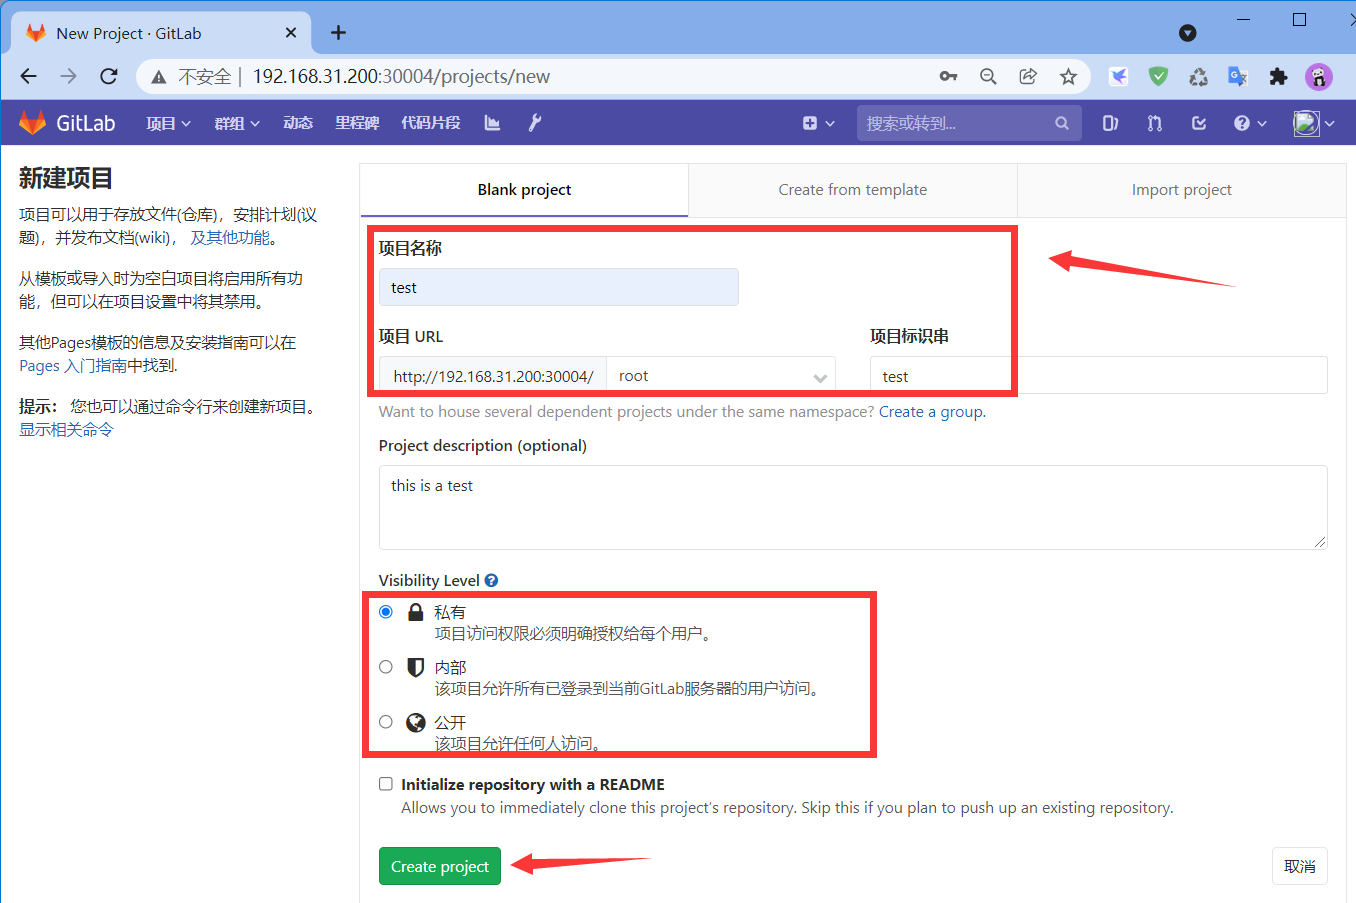 New Project · GitLab
不安全 | 192.168.31.200:30004/projects/new
GitLab 项目 群组 动态 里程碑 代码片段 搜索或转到...
新建项目
项目可以用于存放文件(仓库)，安排计划(议
题)，并发布文档(wiki)， 及其他功能。
从模板或导入时为空白项目将启用所有功
能，但可以在项目设置中将其禁用。
其他Pages模板的信息及安装指南可以在
Pages 入门指南中找到.
提示： 您也可以通过命令行来创建新项目。
显示相关命令
Blank project Create from template Import project
项目名称
test
项目 URL 项目标识串
http://192.168.31.200:30004/ root test
Want to house several dependent projects under the same namespace? Create a group.
Project description (optional)
this is a test
Visibility Level
私有
项目访问权限必须明确授权给每个用户。
内部
该项目允许所有已登录到当前GitLab服务器的用户访问。
公开
该项目允许任何人访问。
Initialize repository with a README
Allows you to immediately clone this project’s repository. Skip this if you plan to push up an existing repository.
Create project 取消